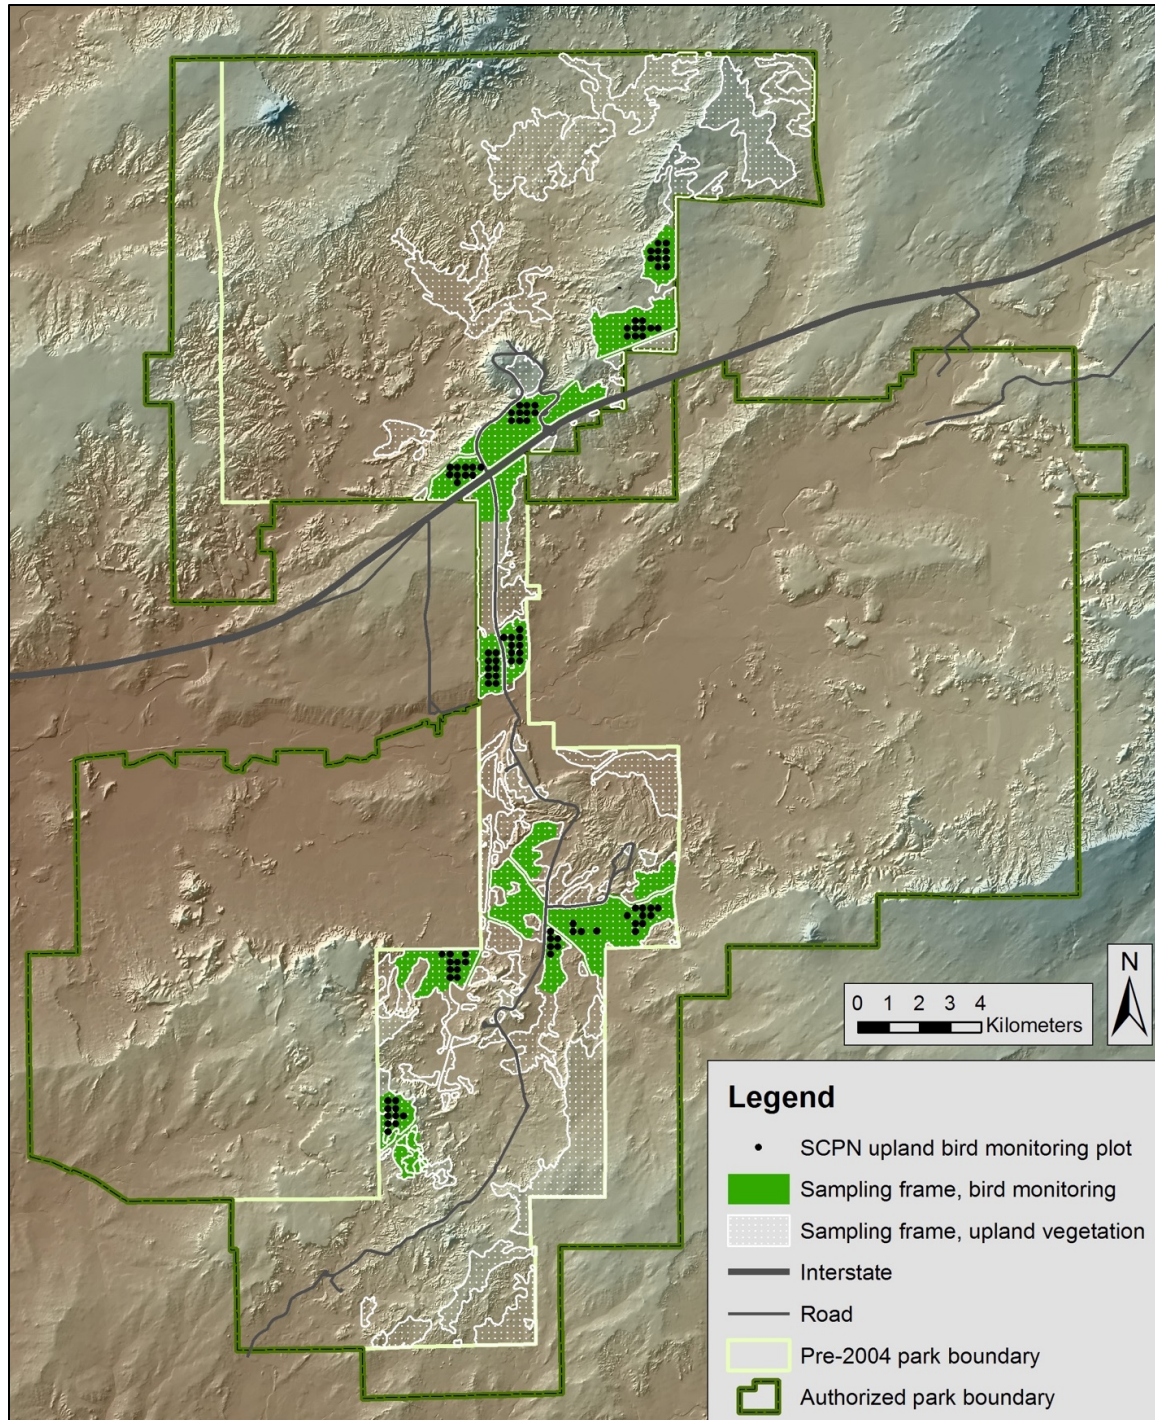 N
0 1 2 3 4
Kilometers
Legend
SCPN upland bird monitoring plot
Sampling frame, bird monitoring
Sampling frame, upland vegetation
Interstate
Road
Pre-2004 park boundary
Authorized park boundary